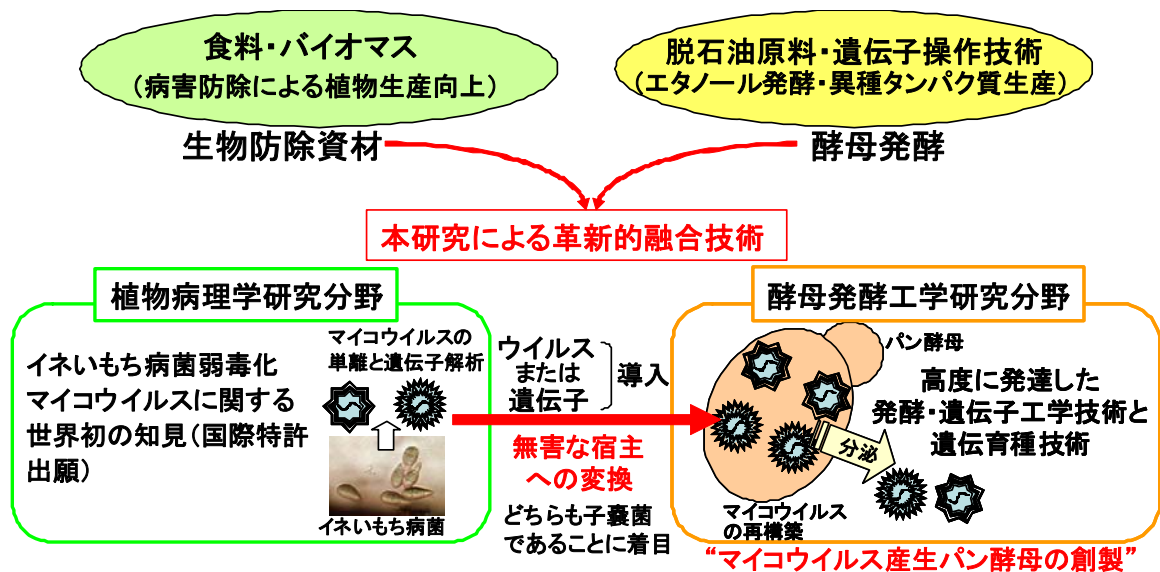 食料・バイオマス
(病害防除による植物生産向上)
生物防除資材
脱石油原料・遺伝子操作技術
(エタノール発酵・異種タンパク質生産)
酵母発酵
本研究による革新的融合技術
植物病理学研究分野
イネいもち病菌弱毒化
マイコウイルスに関する
世界初の知見(国際特許
出願)
マイコウイルスの
単離と遺伝子解析
イネいもち病菌
ウイルス
または
遺伝子
導入
無害な宿主
への変換
どちらも子嚢菌
であることに着目
酵母発酵工学研究分野
パン酵母
高度に発達した
発酵・遺伝子工学技術と
遺伝育種技術
分泌
マイコウイルス
の再構築
“マイコウイルス産生パン酵母の創製”